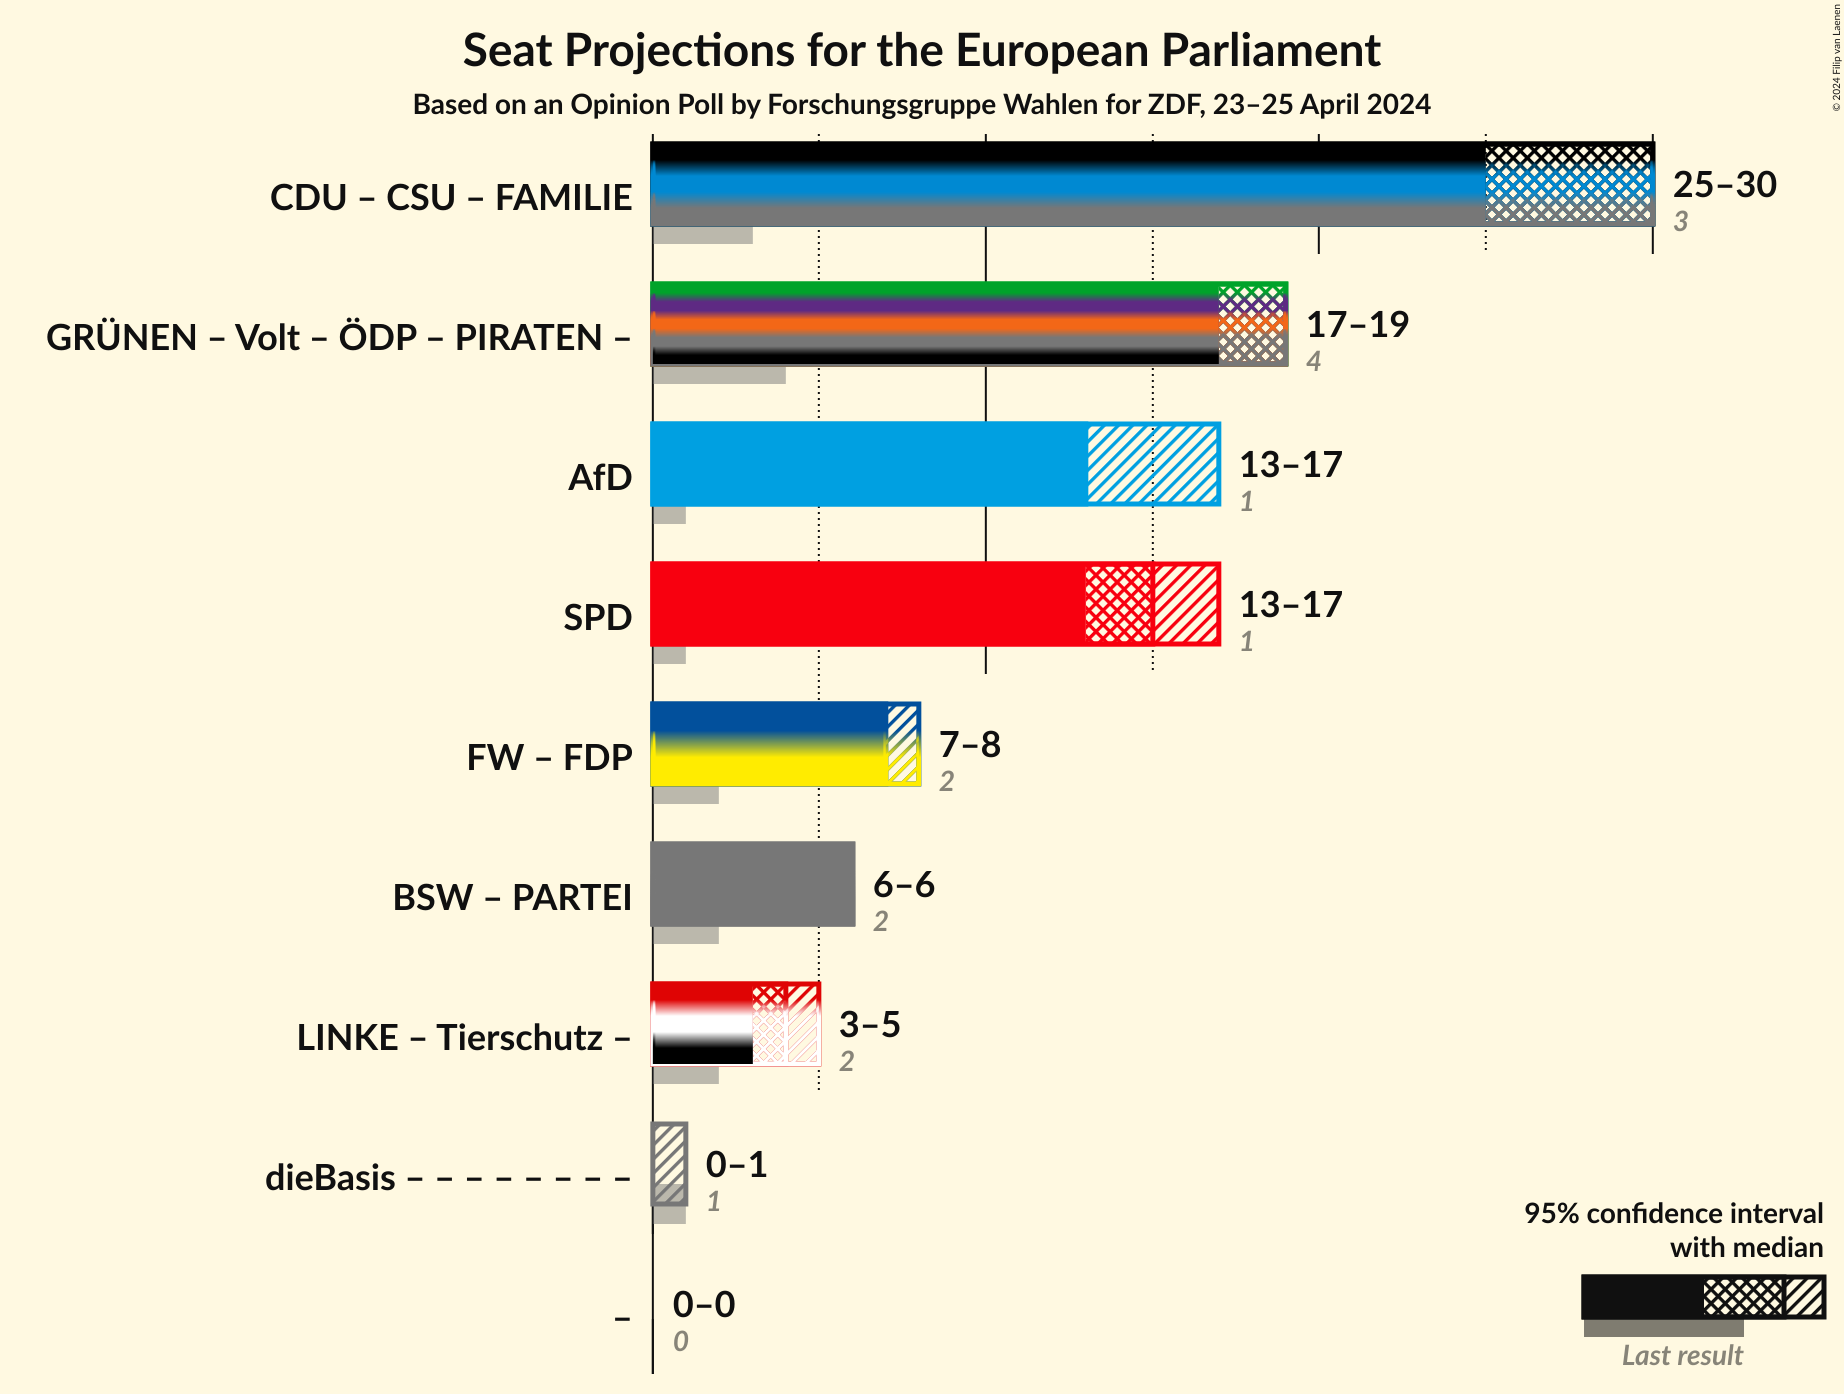 Seat Projections for the European Parliament
Based on an Opinion Poll by Forschungsgruppe Wahlen for ZDF, 23–25 April 2024
© 2024 Filip van Laenen
CDU – CSU – FAMILIE
25–30
3
GRÜNEN – Volt – ÖDP – PIRATEN –
17–19
4
AfD
13–17
1
SPD
13–17
1
FW – FDP
7–8
2
BSW – PARTEI
6–6
2
LINKE – Tierschutz –
3–5
2
dieBasis – – – – – – – –
0–1
1
–
0–0
0
95% confidence interval
with median
Last result